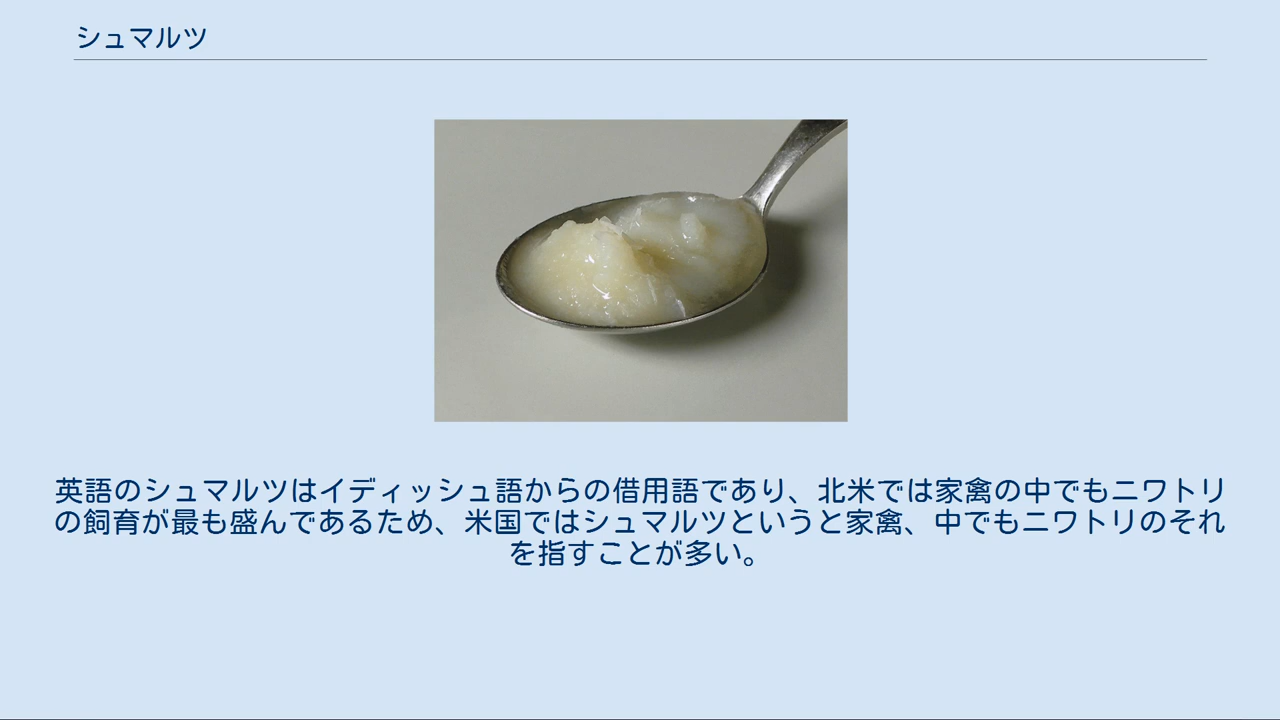 シュマルツ
英語のシュマルツはイディッシュ語からの借用語であり、北米では家禽の中でもニワトリ
の飼育が最も盛んであるため、米国ではシュマルツというと家禽、中でもニワトリのそれ
を指すことが多い。